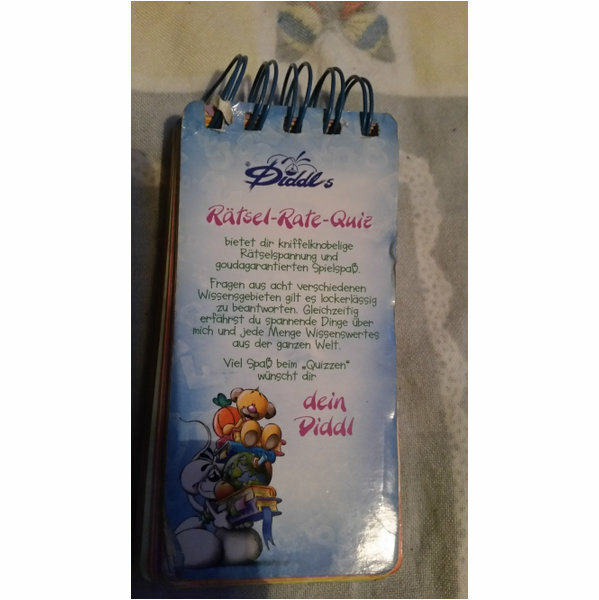 ® Diddls
Rätsel-Rate-Quiz
bietet dir kniffelknobelige
Rätselspannung und
goudagarantierten Spielspaß.
Fragen aus acht verschiedenen
Wissensgebieten gilt es lockerlässig
zu beantworten. Gleichzeitig
erfährst du spannende Dinge über
mich und jede Menge Wissenswertes
aus der ganzen Welt.
Viel Spaß beim „Quizzen“
wünscht dir
dein
Diddl